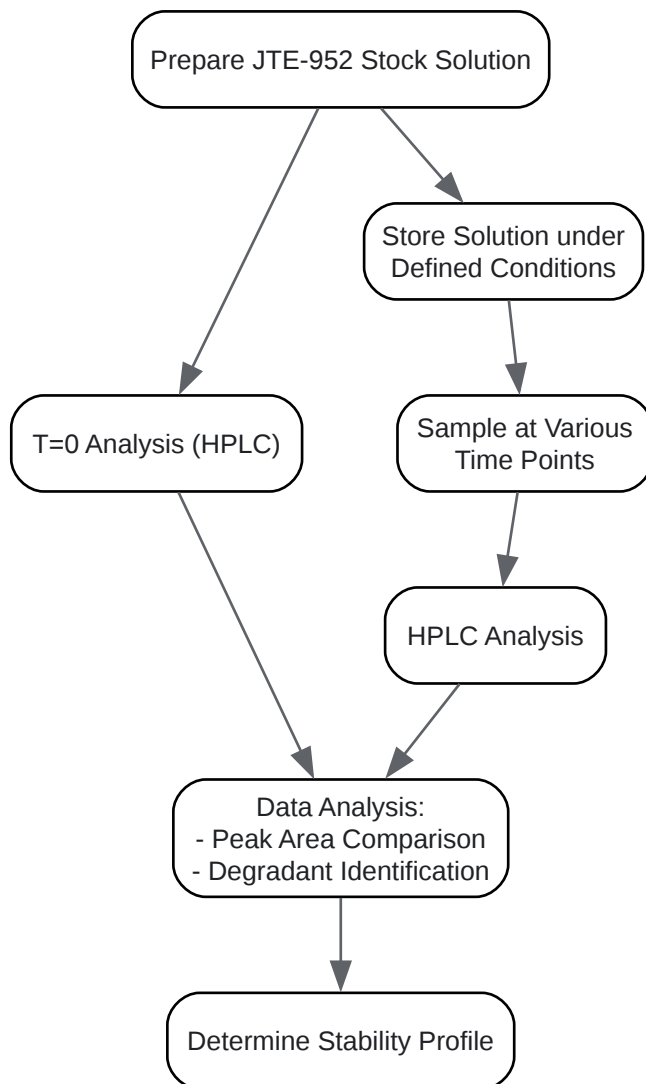 Prepare JTE-952 Stock Solution
Store Solution under
Defined Conditions
T=0 Analysis (HPLC)
Sample at Various
Time Points
HPLC Analysis
Data Analysis:
- Peak Area Comparison
- Degradant Identification
Determine Stability Profile